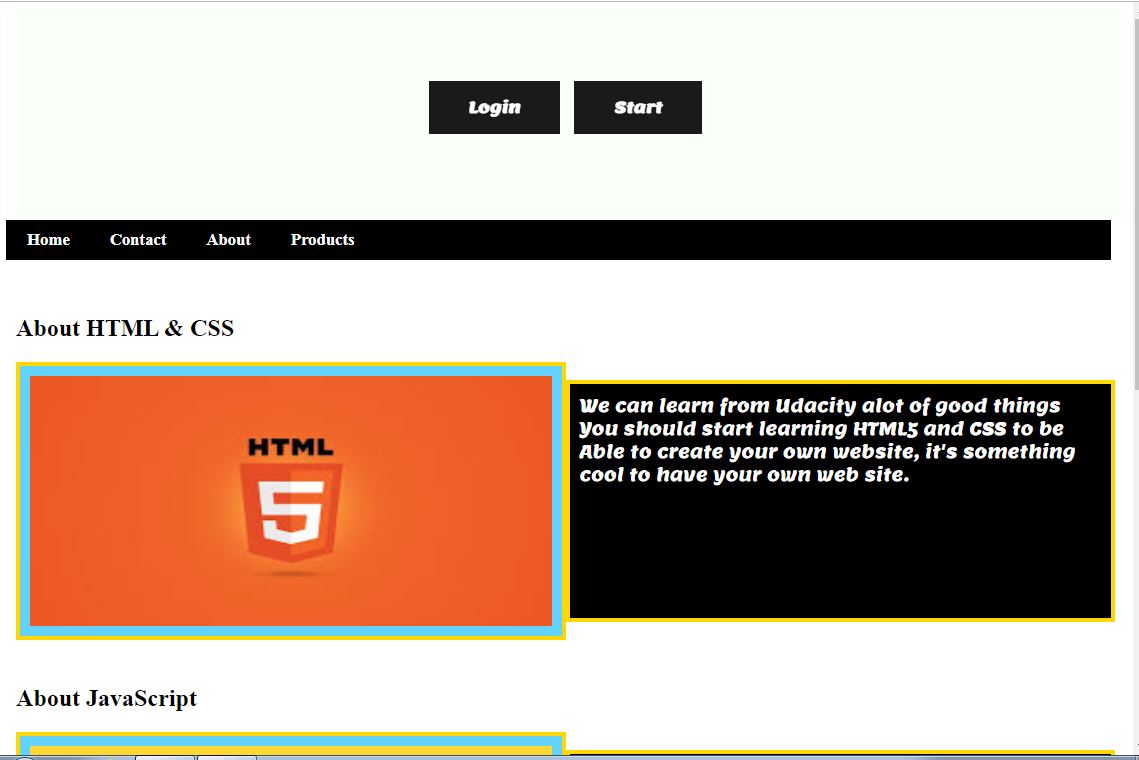 Login
Start
Home
Contact
About
Products
About HTML & CSS
HTML
5
We can learn from Udacity alot of good things
You should start learning HTML5 and CSS to be
Able to create your own website, it's something
cool to have your own web site.
About JavaScript